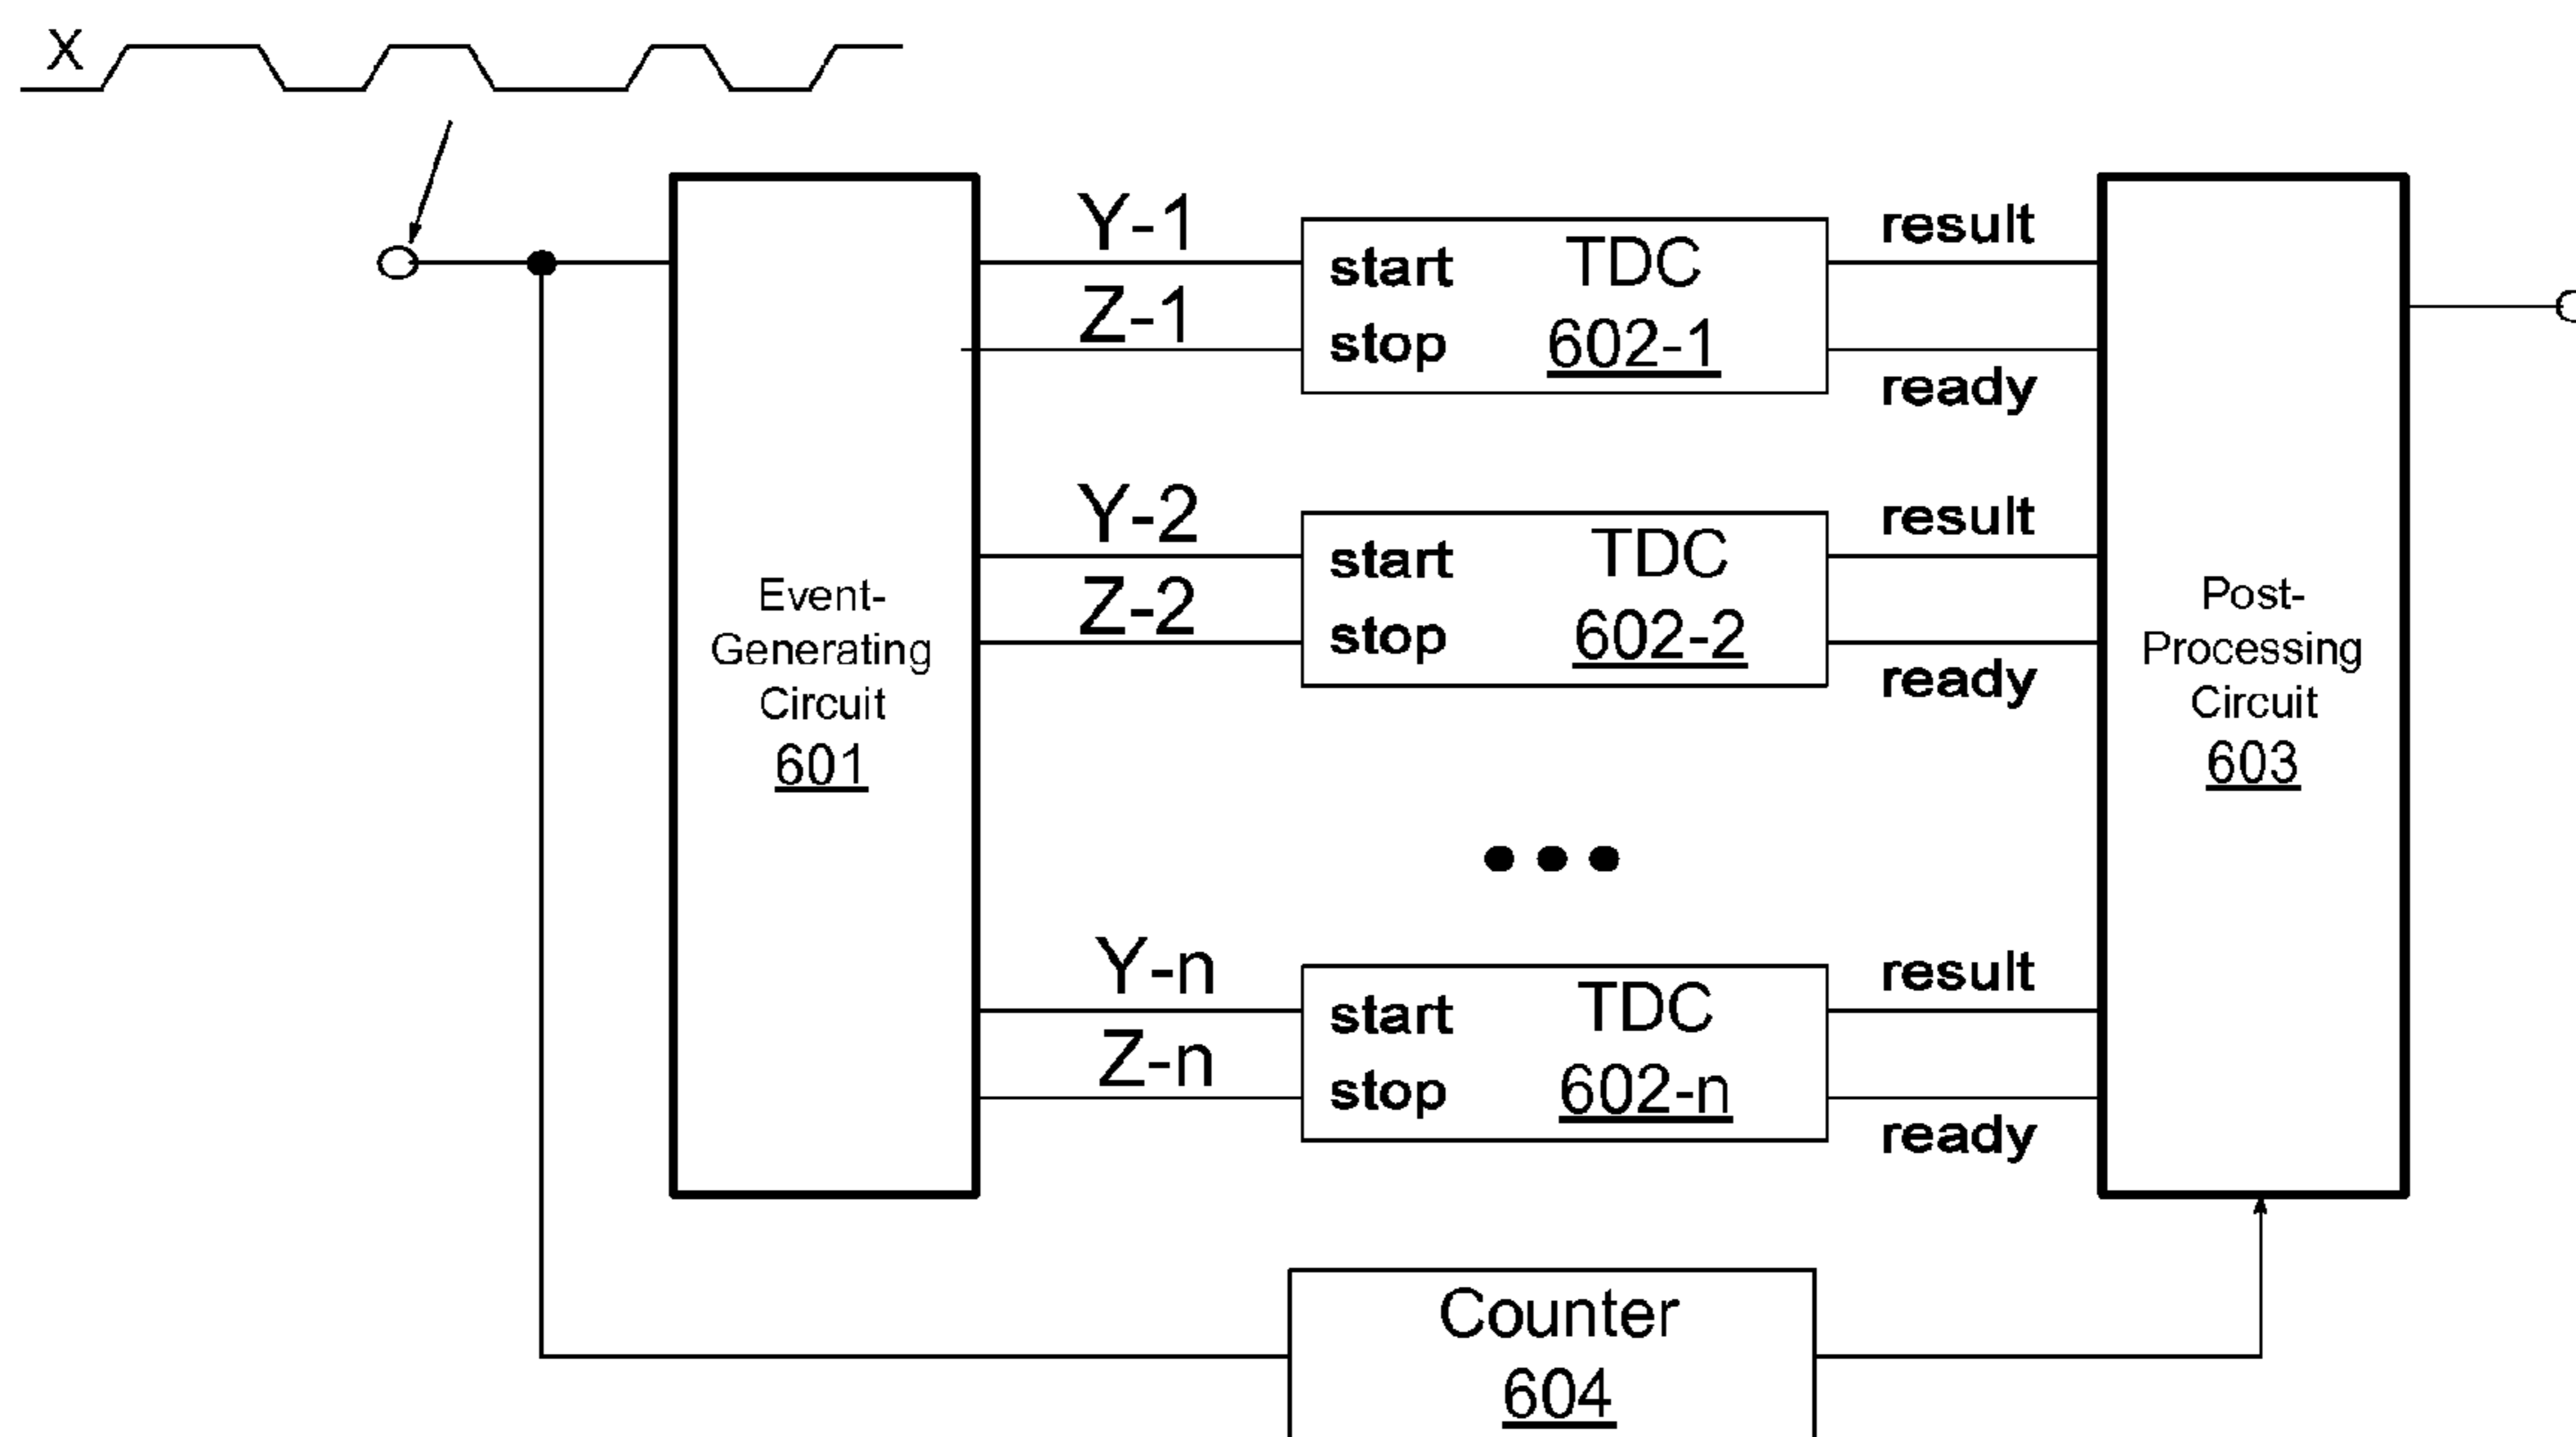 X
Y-1
Z-1
start
stop
TDC
602-1
result
ready
Y-2
Z-2
start
stop
TDC
602-2
result
ready
Event-
Generating
Circuit
601
Post-
Processing
Circuit
603
Y-n
Z-n
start
stop
TDC
602-n
result
ready
Counter
604